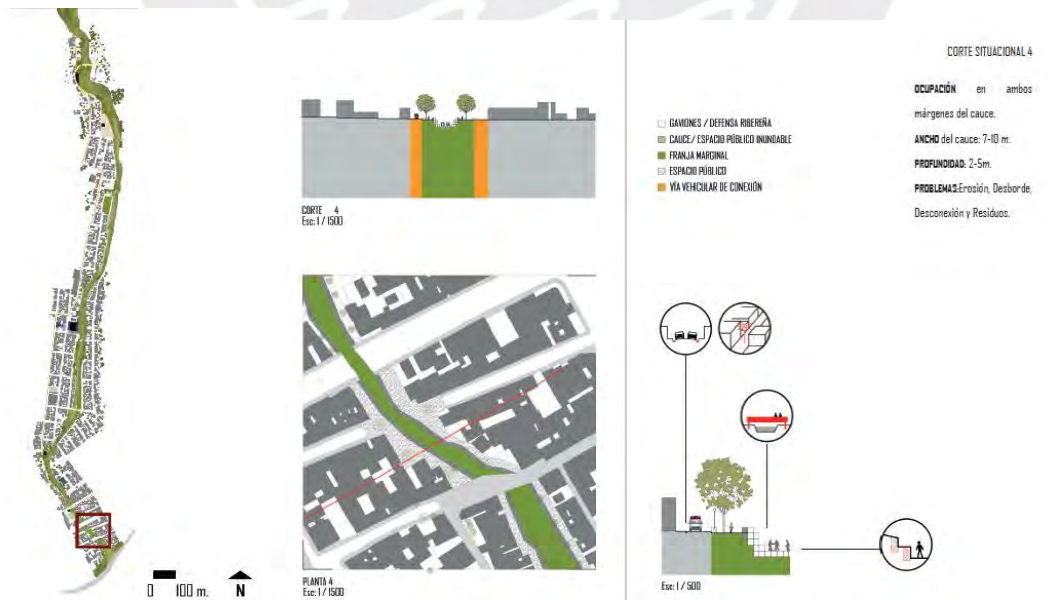 CORTE SITUACIONAL 4
OCUPACIÓN en ambos
márgenes del cauce.
ANCHO del cauce: 7-10 m.
PROFUNDIDAD: 2-5m.
PROBLEMAS:Erosión, Desborde,
Desconexión y Residuos.
GAVIONES / DEFENSA RIBEREÑA
CAUCE/ ESPACIO PÚBLICO INUNDABLE
FRANJA MARGINAL
ESPACIO PÚBLICO
VÍA VEHICULAR DE CONEXIÓN
CORTE 4
Esc: 1 / 1500
PLANTA 4
Esc: 1 / 1500
Esc: 1 / 500
0 100 m.
N